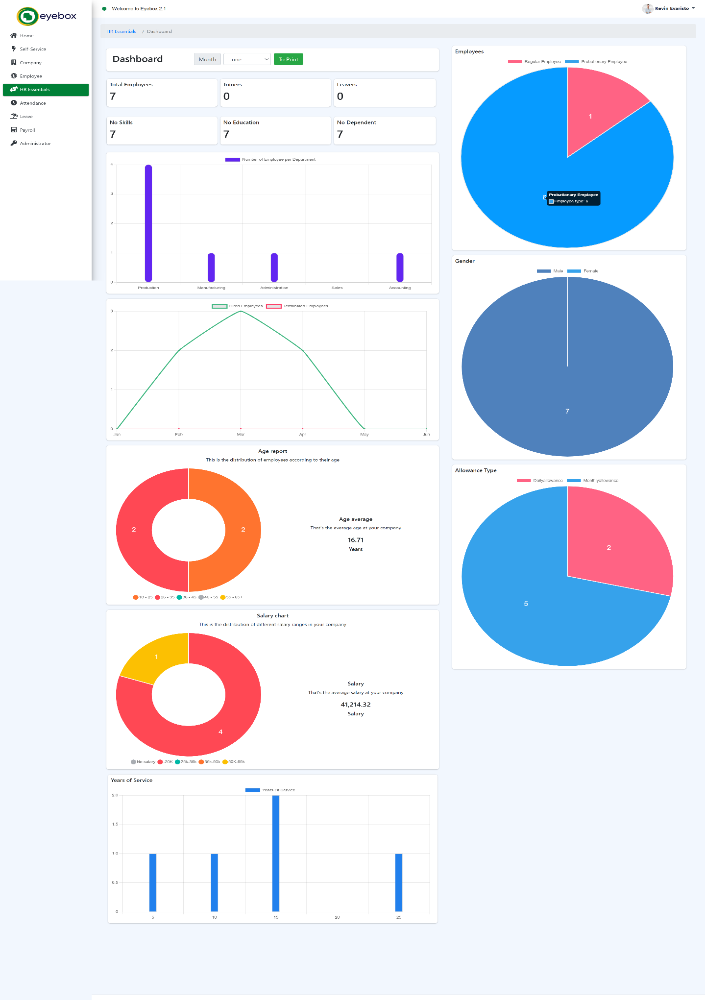 eyebox
Welcome to Eyebox 2.1
Kevin Evaristo
Home
Self-Service
Company
Employee
HR Essentials
Attendance
Leave
Payroll
Administrator
HR Essentials / Dashboard
Dashboard
Month June To Print
Total Employees
7
Joiners
0
Leavers
0
No Skills
7
No Education
7
No Dependent
7
Number of Employee per Department
4
3
2
1
0
Production Manufacturing Administration Sales Accounting
Hired Employees Terminated Employees
3
2
1
0
Jan Feb Mar Apr May Jun
Age report
This is the distribution of employees according to their age
2 2
18 - 25 26 - 35 36 - 45 46 - 55 55 - 65+
Age average
That's the average age at your company
16.71
Years
Salary chart
This is the distribution of different salary ranges in your company
1
4
No salary -20K 25k-35k 35k-50k 50K-65k
Salary
That's the average salary at your company
41,214.32
Salary
Years of Service
Years Of Service
2.0
1.5
1.0
0.5
0
5 10 15 20 25
Employees
Regular Employee Probationary Employee
1
6
Probationary Employee
Employee type: 6
Gender
Male Female
7
Allowance Type
Dailyallowance Monthlyallowance
2
5